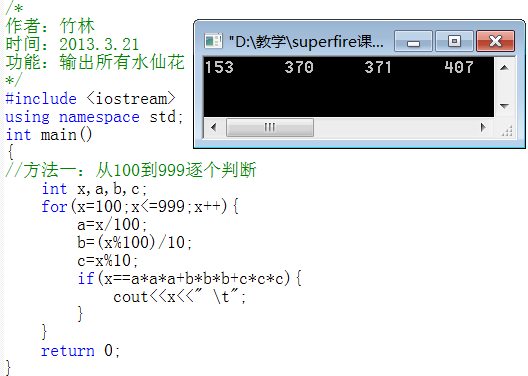 /*
作者：竹林
时间：2013.3.21
功能：输出所有水仙花
*/
#include <iostream>
using namespace std;
int main()
{
//方法一：从100到999逐个判断
    int x,a,b,c;
    for(x=100;x<=999;x++){
        a=x/100;
        b=(x%100)/10;
        c=x%10;
        if(x==a*a*a+b*b*b+c*c*c){
            cout<<x<<" \t";
        }
    }
    return 0;
}
"D:\教学\superfire课...
153 370 371 407